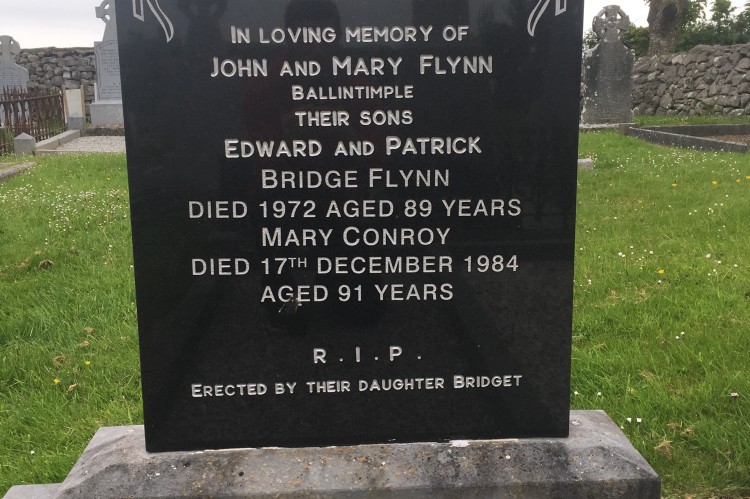 IN LOVING MEMORY OF
JOHN AND MARY FLYNN
BALLINTIMPLE
THEIR SONS
EDWARD AND PATRICK
BRIDGE FLYNN
DIED 1972 AGED 89 YEARS
MARY CONROY
DIED 17TH DECEMBER 1984
AGED 91 YEARS
R.I.P.
ERECTED BY THEIR DAUGHTER BRIDGET